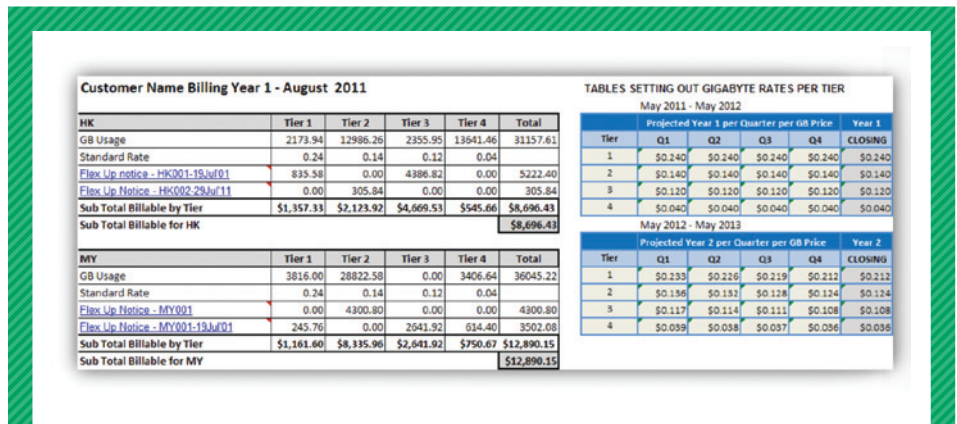 Customer Name Billing Year 1 - August 2011
HK Tier 1 Tier 2 Tier 3 Tier 4 Total
GB Usage 2173.94 12986.26 2355.95 13641.46 31157.61
Standard Rate 0.24 0.14 0.12 0.04
Flex Up notice - HK001-19Jul'01 835.58 0.00 4386.82 0.00 5222.40
Flex Up Notice - HK002-29Jul'11 0.00 305.84 0.00 0.00 305.84
Sub Total Billable by Tier $1,357.33 $2,123.92 $4,669.53 $545.66 $8,696.43
Sub Total Billable for HK $8,696.43
MY Tier 1 Tier 2 Tier 3 Tier 4 Total
GB Usage 3816.00 28822.58 0.00 3406.64 36045.22
Standard Rate 0.24 0.14 0.12 0.04
Flex Up Notice - MY001 0.00 4300.80 0.00 0.00 4300.80
Flex Up Notice - MY001-19Jul'01 245.76 0.00 2641.92 614.40 3502.08
Sub Total Billable by Tier $1,161.60 $8,335.96 $2,641.92 $750.67 $12,890.15
Sub Total Billable for MY $12,890.15
TABLES SETTING OUT GIGABYTE RATES PER TIER
May 2011 - May 2012
Projected Year 1 per Quarter per GB Price Year 1
Tier Q1 Q2 Q3 Q4 CLOSING
1 $0.240 $0.240 $0.240 $0.240 $0.240
2 $0.140 $0.140 $0.140 $0.140 $0.140
3 $0.120 $0.120 $0.120 $0.120 $0.120
4 $0.040 $0.040 $0.040 $0.040 $0.040
May 2012 - May 2013
Projected Year 2 per Quarter per GB Price Year 2
Tier Q1 Q2 Q3 Q4 CLOSING
1 $0.233 $0.226 $0.219 $0.212 $0.212
2 $0.136 $0.132 $0.128 $0.124 $0.124
3 $0.117 $0.114 $0.111 $0.108 $0.108
4 $0.039 $0.038 $0.037 $0.036 $0.036